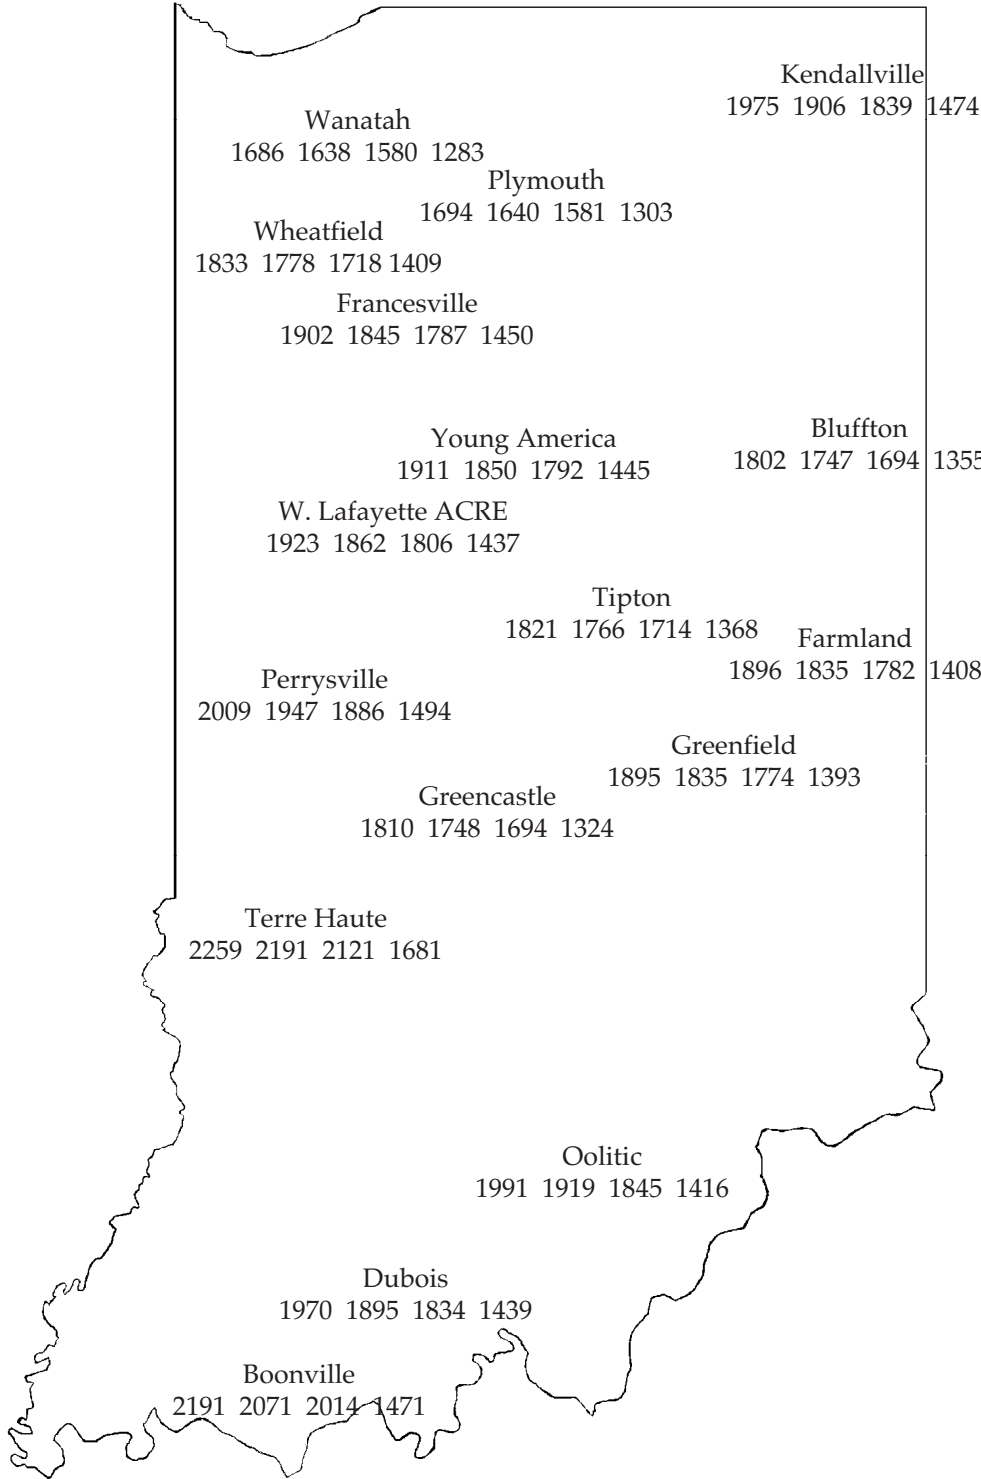 Kendallville
1975 1906 1839 1474
Wanatah
1686 1638 1580 1283
Plymouth
1694 1640 1581 1303
Wheatfield
1833 1778 1718 1409
Francesville
1902 1845 1787 1450
Bluffton
1802 1747 1694 1355
Young America
1911 1850 1792 1445
W. Lafayette ACRE
1923 1862 1806 1437
Tipton
1821 1766 1714 1368
Farmland
1896 1835 1782 1408
Perrysville
2009 1947 1886 1494
Greenfield
1895 1835 1774 1393
Greencastle
1810 1748 1694 1324
Terre Haute
2259 2191 2121 1681
Oolitic
1991 1919 1845 1416
Dubois
1970 1895 1834 1439
Boonville
2191 2071 2014 1471